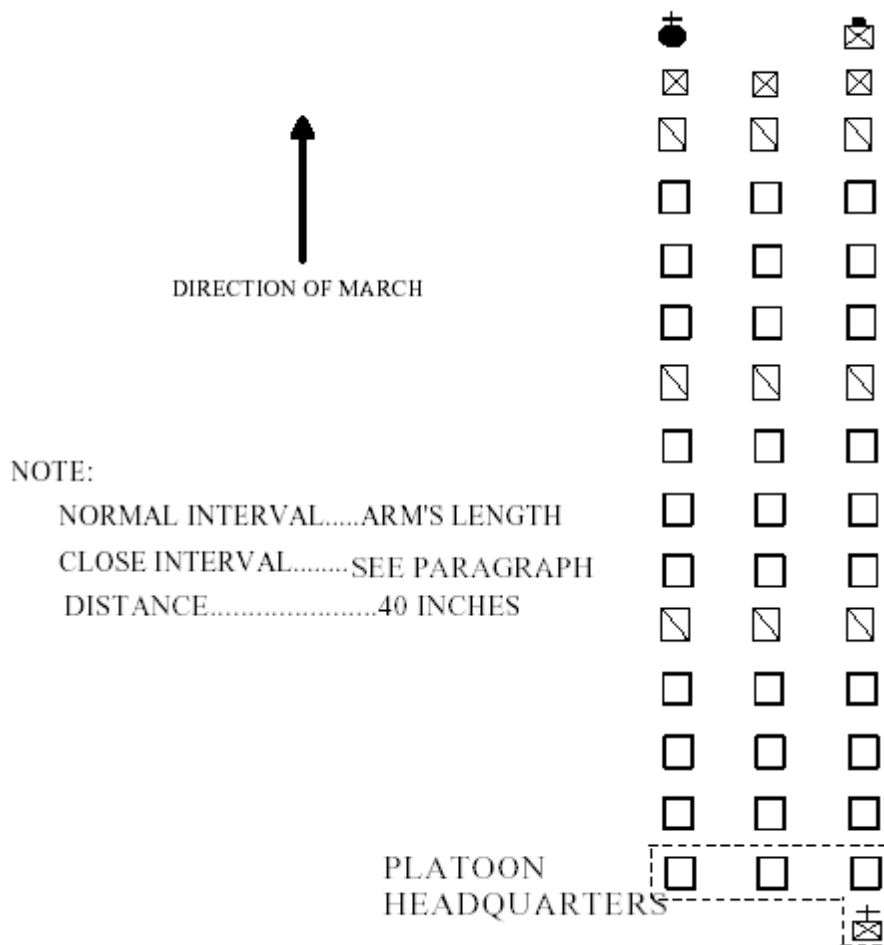 DIRECTION OF MARCH
NOTE:
NORMAL INTERVAL.....ARM'S LENGTH
CLOSE INTERVAL........SEE PARAGRAPH
DISTANCE......................40 INCHES
PLATOON
HEADQUARTERS